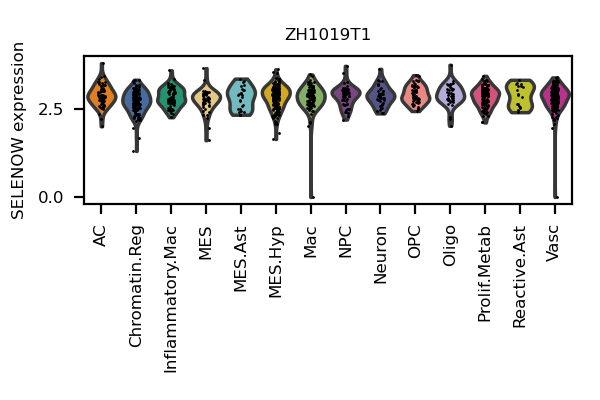 ZH1019T1
SELENOW expression
2.5
0.0
AC
Chromatin.Reg
Inflammatory.Mac
MES
MES.Ast
MES.Hyp
Mac
NPC
Neuron
OPC
Oligo
Prolif.Metab
Reactive.Ast
Vasc